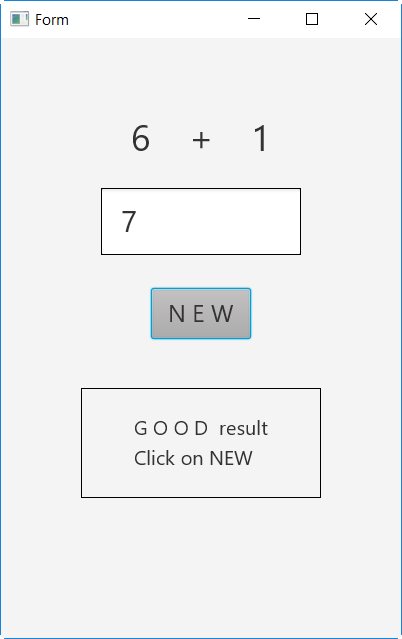 Form
6 + 1
7
N E W
G O O D result
Click on NEW